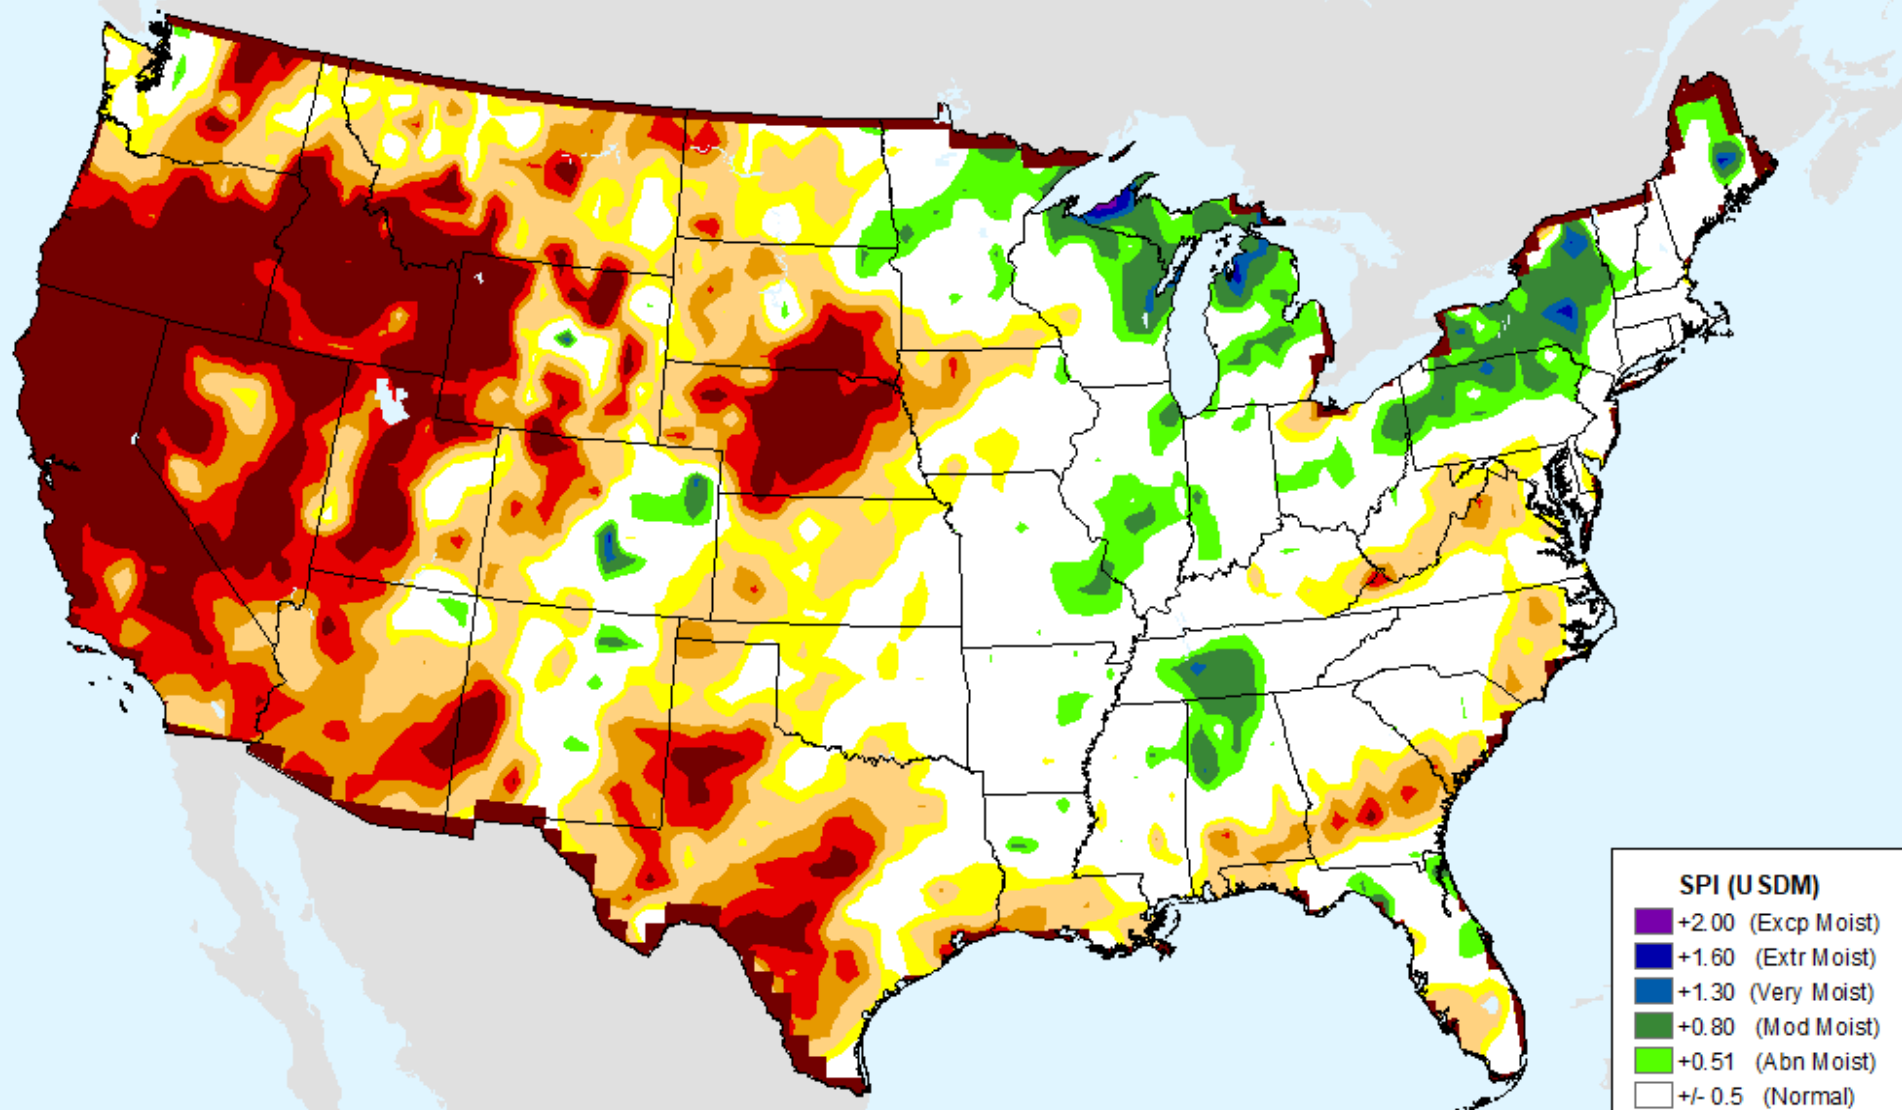 SPI (USDM)
+2.00 (Excp Moist)
+1.60 (Extr Moist)
+1.30 (Very Moist)
+0.80 (Mod Moist)
+0.51 (Abn Moist)
+/- 0.5 (Normal)